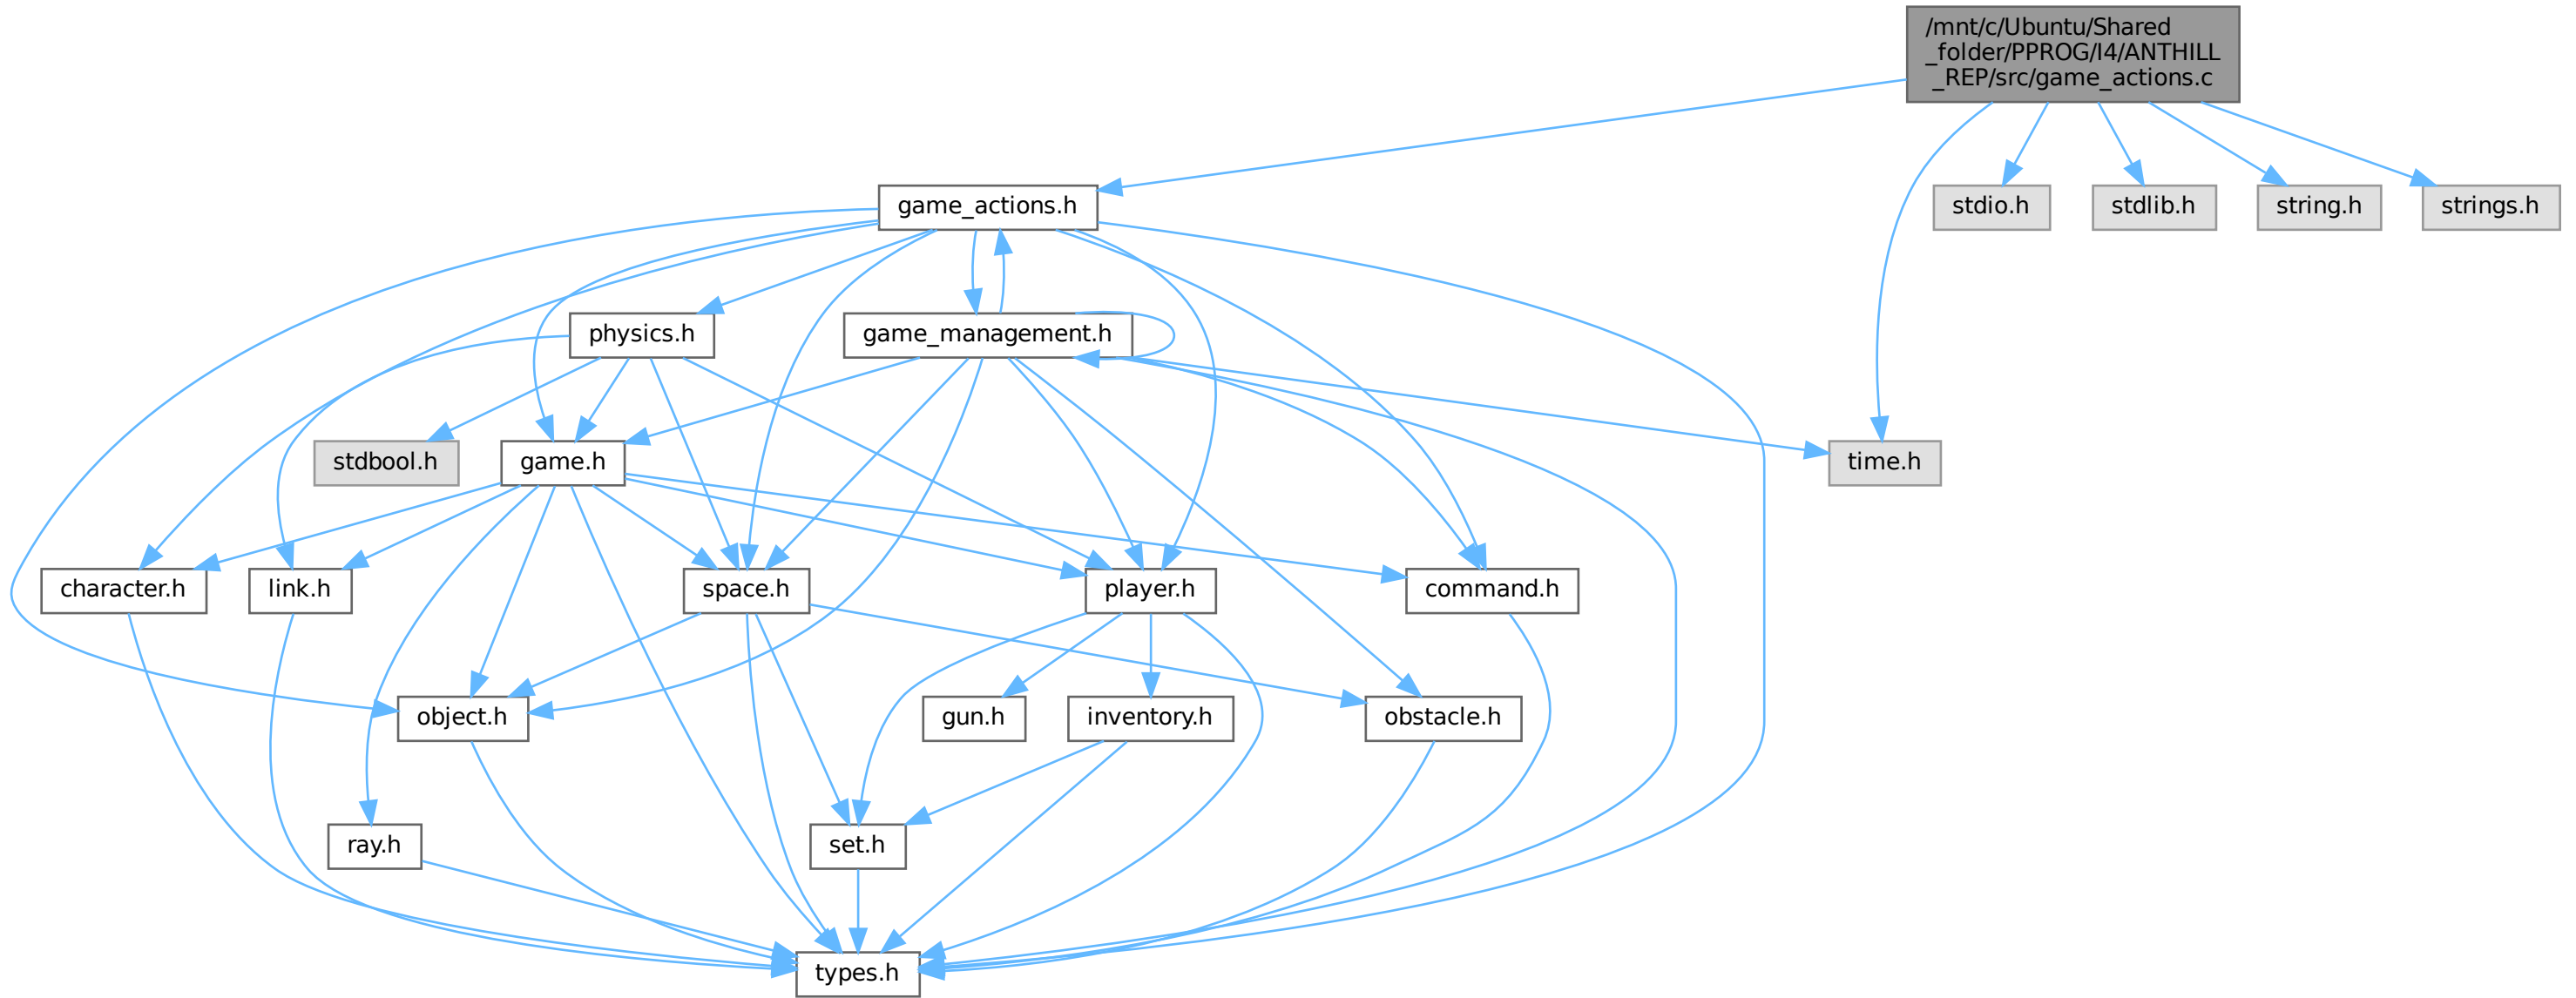 /mnt/c/Ubuntu/Shared
_folder/PPROG/I4/ANTHILL
_REP/src/game_actions.c
game_actions.h
stdio.h
stdlib.h
string.h
strings.h
physics.h
game_management.h
stdbool.h
game.h
time.h
character.h
link.h
space.h
player.h
command.h
object.h
gun.h
inventory.h
obstacle.h
ray.h
set.h
types.h